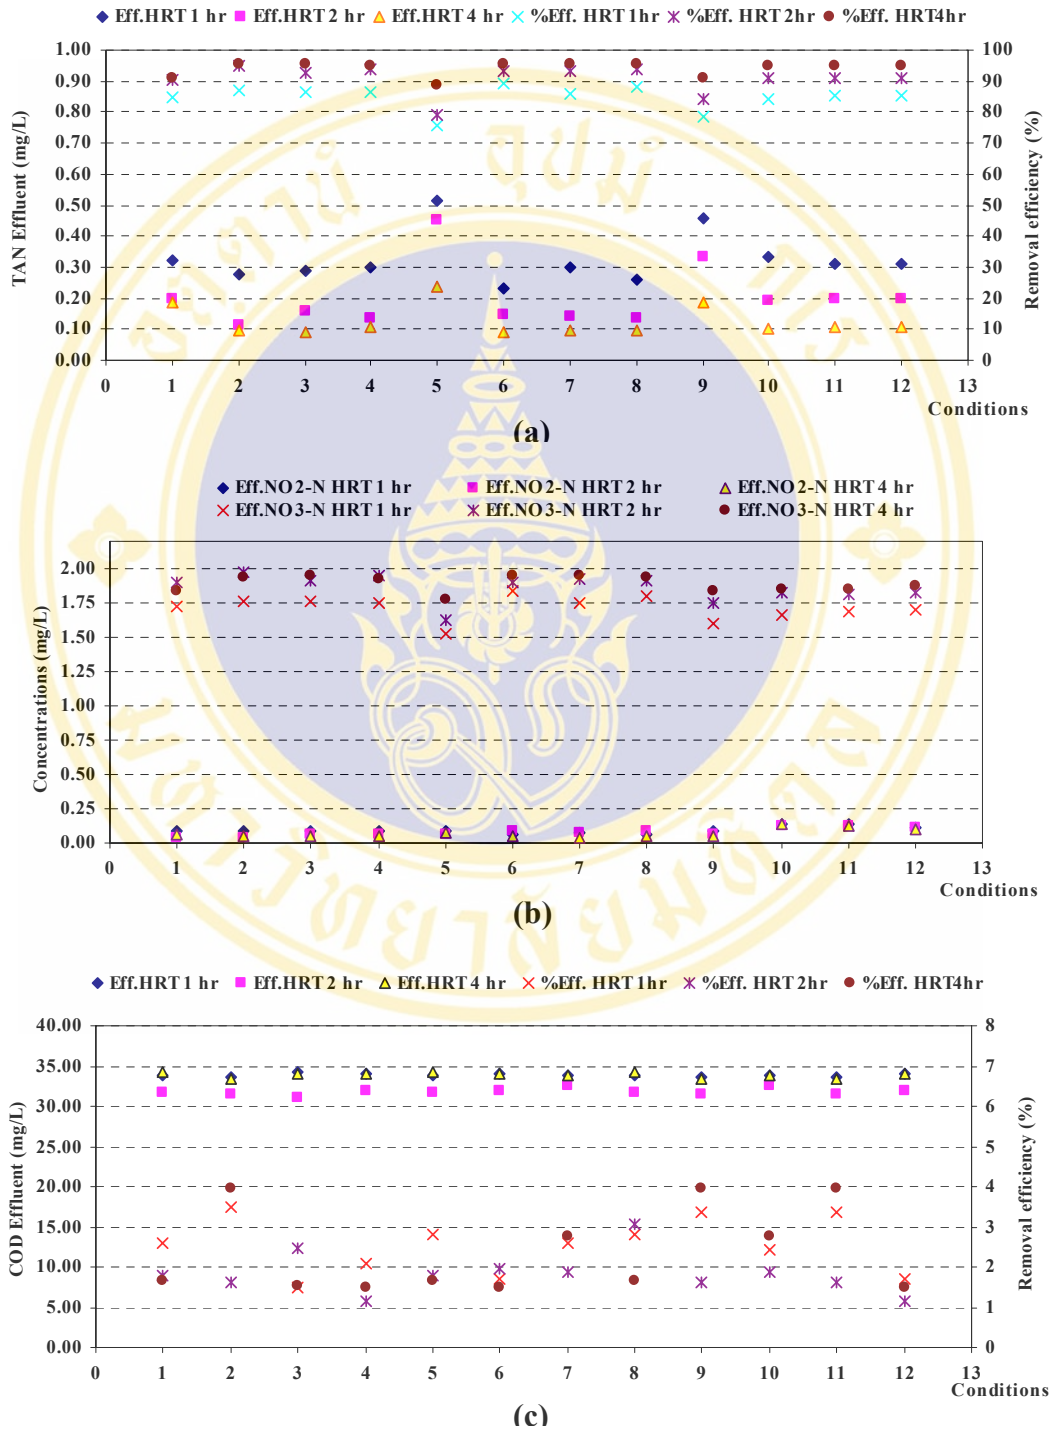 Eff.HRT 1 hr Eff.HRT 2 hr Eff.HRT 4 hr %Eff. HRT 1hr %Eff. HRT 2hr %Eff. HRT4hr
1.00 100
0.90 90
0.80 80
0.70 70
0.60 60
0.50 50
0.40 40
0.30 30
0.20 20
0.10 10
0.00 0
TAN Effluent (mg/L)
Removal efficiency (%)
0 1 2 3 4 5 6 7 8 9 10 11 12 13
Conditions
(a)
Eff.NO2-N HRT 1 hr Eff.NO2-N HRT 2 hr Eff.NO2-N HRT 4 hr
Eff.NO3-N HRT 1 hr Eff.NO3-N HRT 2 hr Eff.NO3-N HRT 4 hr
2.00
1.75
1.50
1.25
1.00
0.75
0.50
0.25
0.00
Concentrations (mg/L)
0 1 2 3 4 5 6 7 8 9 10 11 12 13
Conditions
(b)
Eff.HRT 1 hr Eff.HRT 2 hr Eff.HRT 4 hr %Eff. HRT 1hr %Eff. HRT 2hr %Eff. HRT4hr
40.00 8
35.00 7
30.00 6
25.00 5
20.00 4
15.00 3
10.00 2
5.00 1
0.00 0
COD Effluent (mg/L)
Removal efficiency (%)
0 1 2 3 4 5 6 7 8 9 10 11 12 13
Conditions
(c)